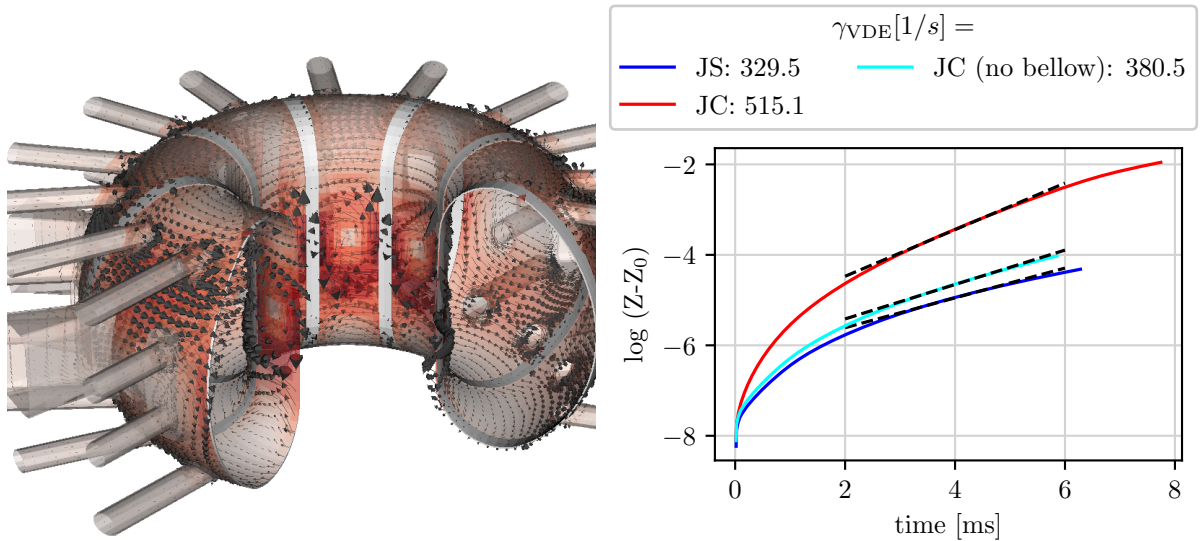 γVDE[1/s] =
JS: 329.5
JC (no bellow): 380.5
JC: 515.1
−2
−4
−6
−8
log (Z-Z₀)
0 2 4 6 8
time [ms]